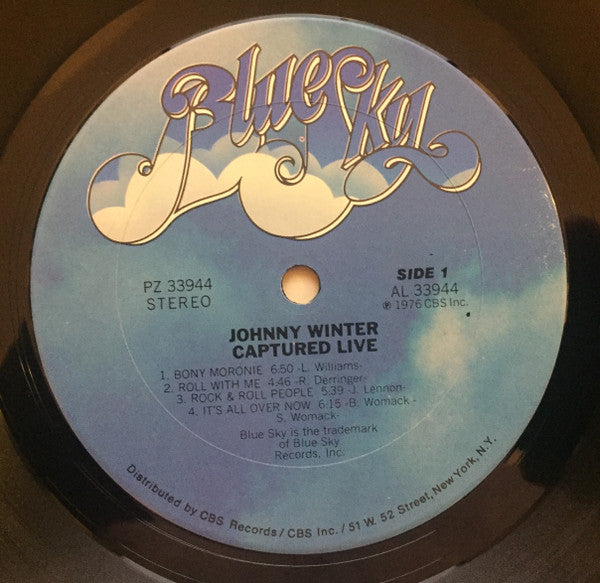 Blue Sky
PZ 33944
STEREO
SIDE 1
AL 33944
℗ 1976 CBS Inc.
JOHNNY WINTER
CAPTURED LIVE
1. BONY MORONIE 6:50 -L. Williams-
2. ROLL WITH ME 4:46 -R. Derringer-
3. ROCK & ROLL PEOPLE 5:39 -J. Lennon-
4. IT'S ALL OVER NOW 6:15 -B. Womack -
S. Womack-
Blue Sky is the trademark
of Blue Sky
Records, Inc.
Distributed by CBS Records / CBS Inc. / 51 W. 52 Street, New York, N.Y.